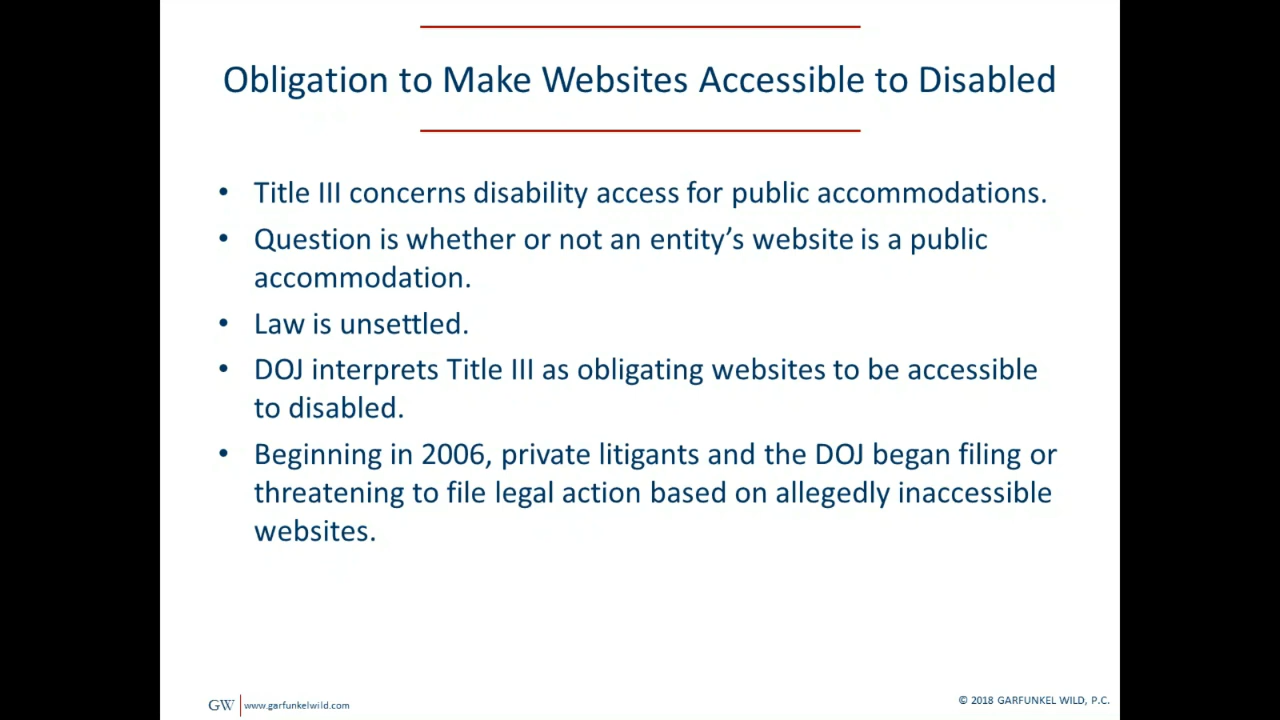 Obligation to Make Websites Accessible to Disabled
• Title III concerns disability access for public accommodations.
• Question is whether or not an entity’s website is a public
accommodation.
• Law is unsettled.
• DOJ interprets Title III as obligating websites to be accessible
to disabled.
• Beginning in 2006, private litigants and the DOJ began filing or
threatening to file legal action based on allegedly inaccessible
websites.
GW www.garfunkelwild.com
© 2018 GARFUNKEL WILD, P.C.